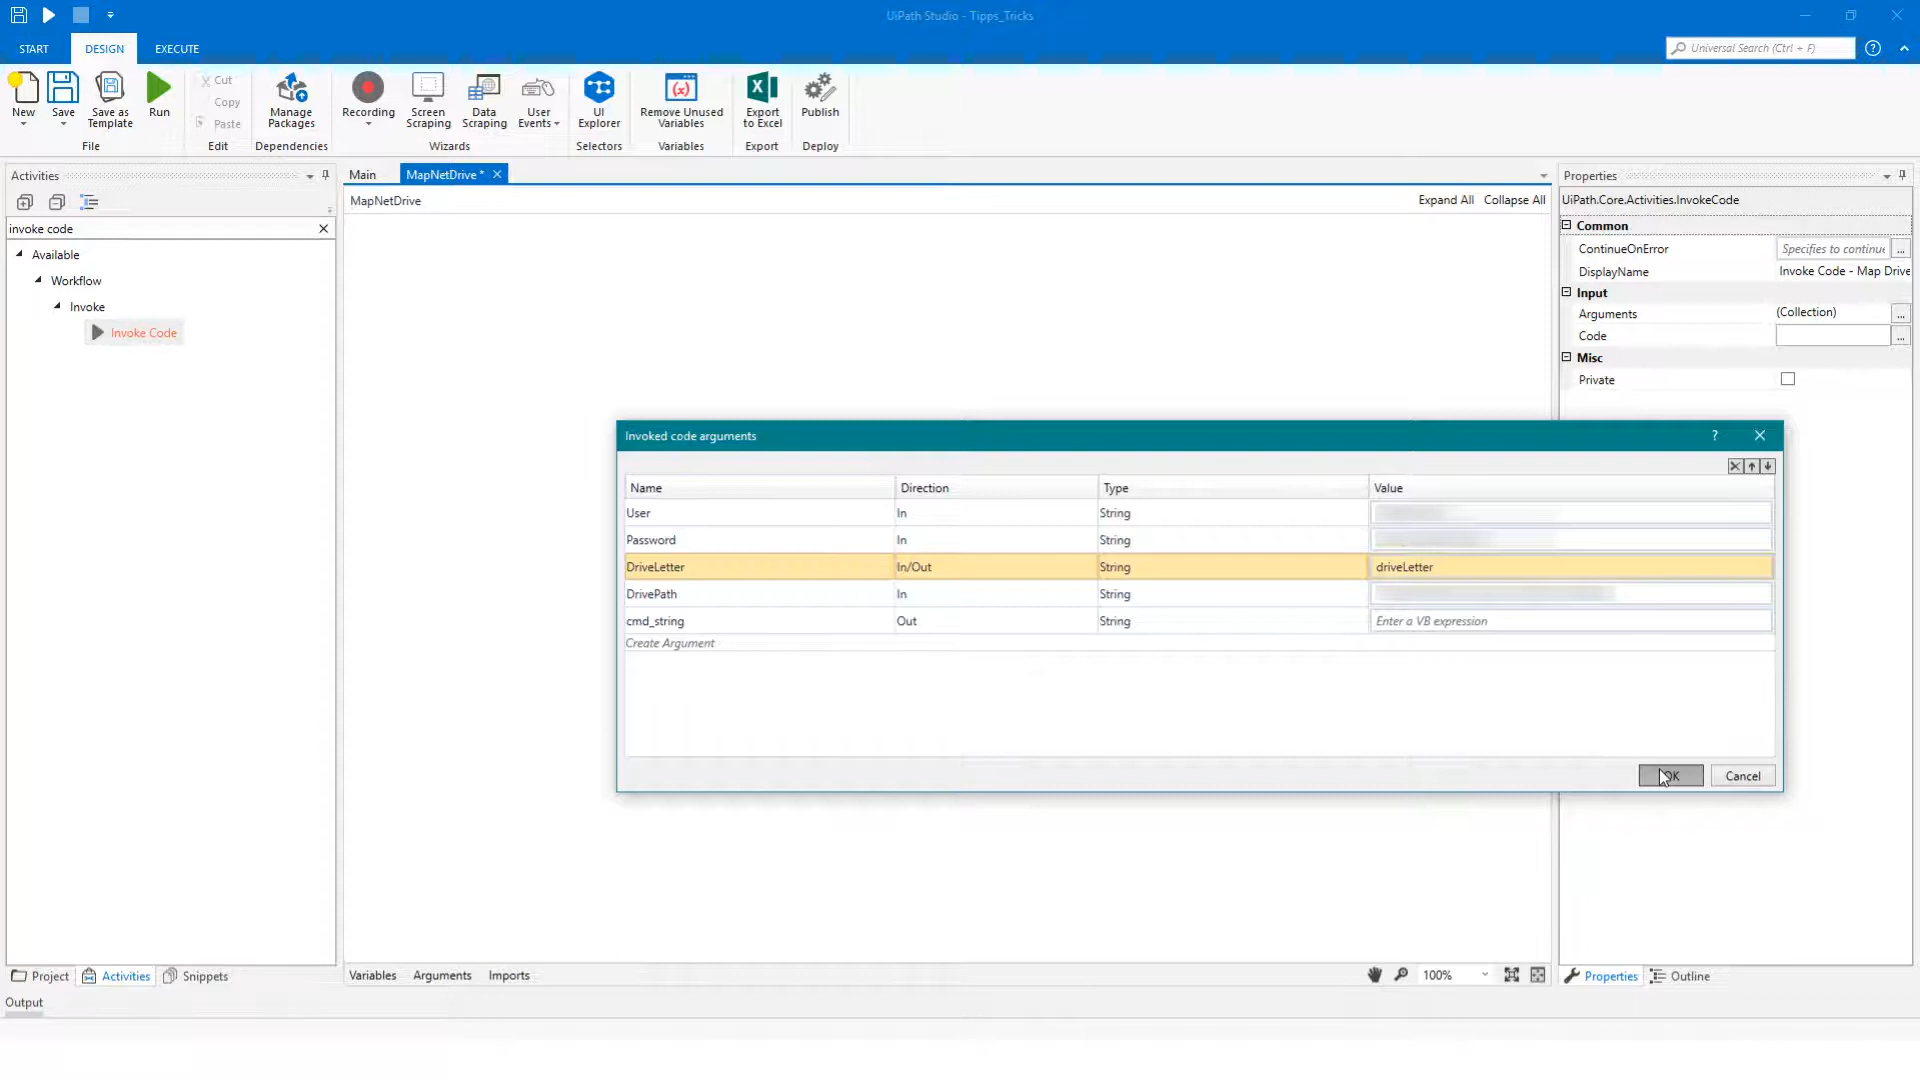 UiPath Studio - Tipps_Tricks
START DESIGN EXECUTE
Universal Search (Ctrl + F)
New Save Save as Template Run
File
Cut
Copy
Paste
Edit
Manage Packages
Dependencies
Recording Screen Scraping Data Scraping User Events
Wizards
UI Explorer
Selectors
Remove Unused Variables
Variables
Export to Excel
Export
Publish
Deploy
Activities
invoke code
Available
Workflow
Invoke
Invoke Code
Main MapNetDrive *
MapNetDrive Expand All Collapse All
Properties
UiPath.Core.Activities.InvokeCode
Common
ContinueOnError Specifies to continue
DisplayName Invoke Code - Map Drive
Input
Arguments (Collection) ...
Code ...
Misc
Private
Invoked code arguments ?
Name Direction Type Value
User In String
Password In String
DriveLetter In/Out String driveLetter
DrivePath In String
cmd_string Out String Enter a VB expression
Create Argument
OK Cancel
Project Activities Snippets
Variables Arguments Imports 100%
Properties Outline
Output